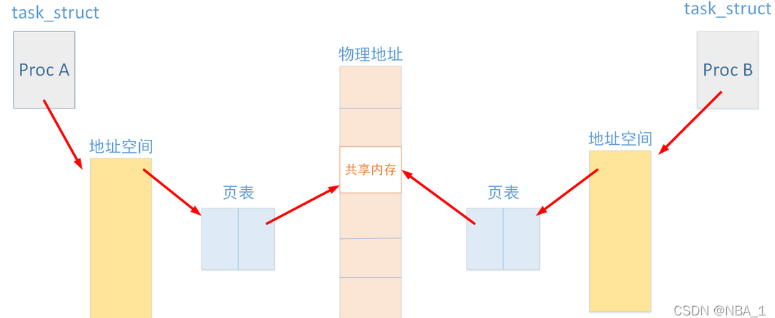 task_struct
task_struct
Proc A
物理地址
Proc B
地址空间
地址空间
共享内存
页表
页表
CSDN @NBA_1